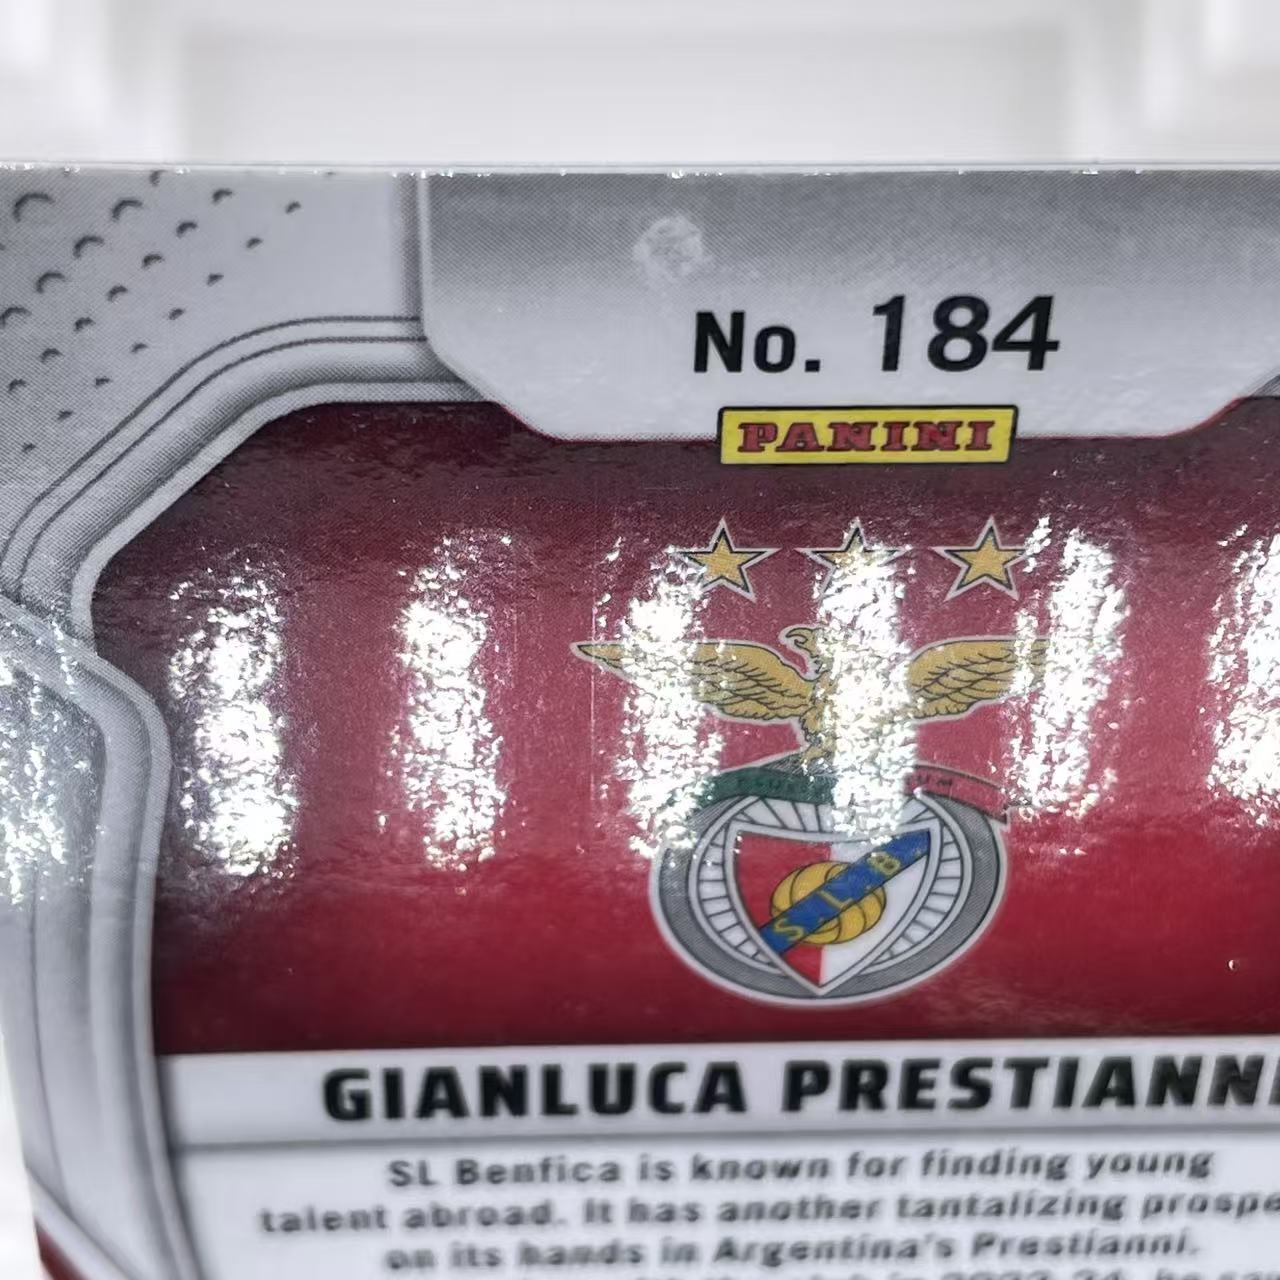 No. 184
PANINI
S. L. B
GIANLUCA PRESTIANNI
SL Benfica is known for finding young
talent abroad. It has another tantalizing prospe
on its hands in Argentina's Prestianni.